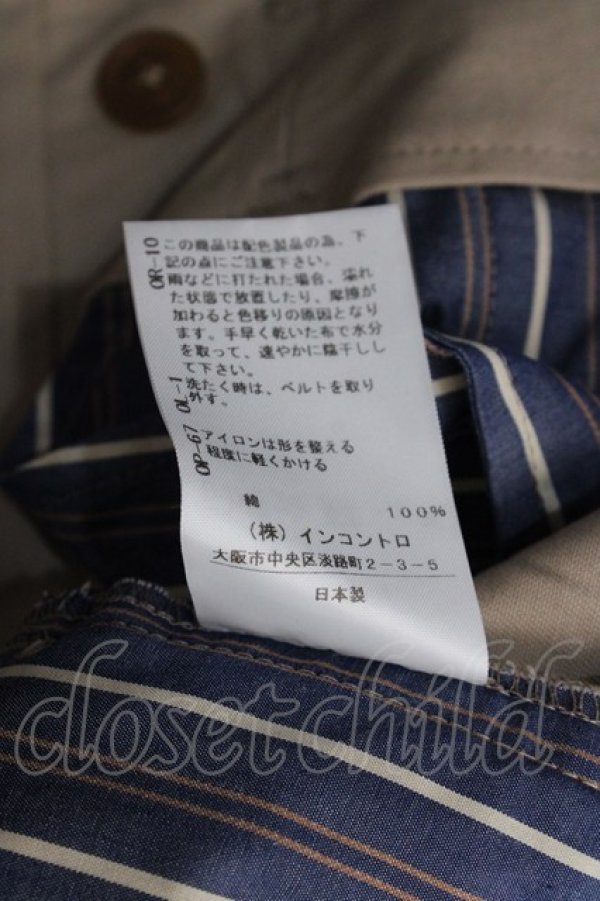 OR-10
この商品は配色製品の為、下
記の点にご注意下さい。
雨などに打たれた場合、濡れ
た状態で放置したり、摩擦が
加わると色移りの原因となり
ます。手早く乾いた布で水分
を取って、速やかに陰干しし
て下さい。
OL-1
洗たく時は、ベルトを取り
外す。
OP-67
アイロンは形を整える
程度に軽くかける
綿 100%
(株) インコントロ
大阪市中央区淡路町2-3-5
日本製
closetchild